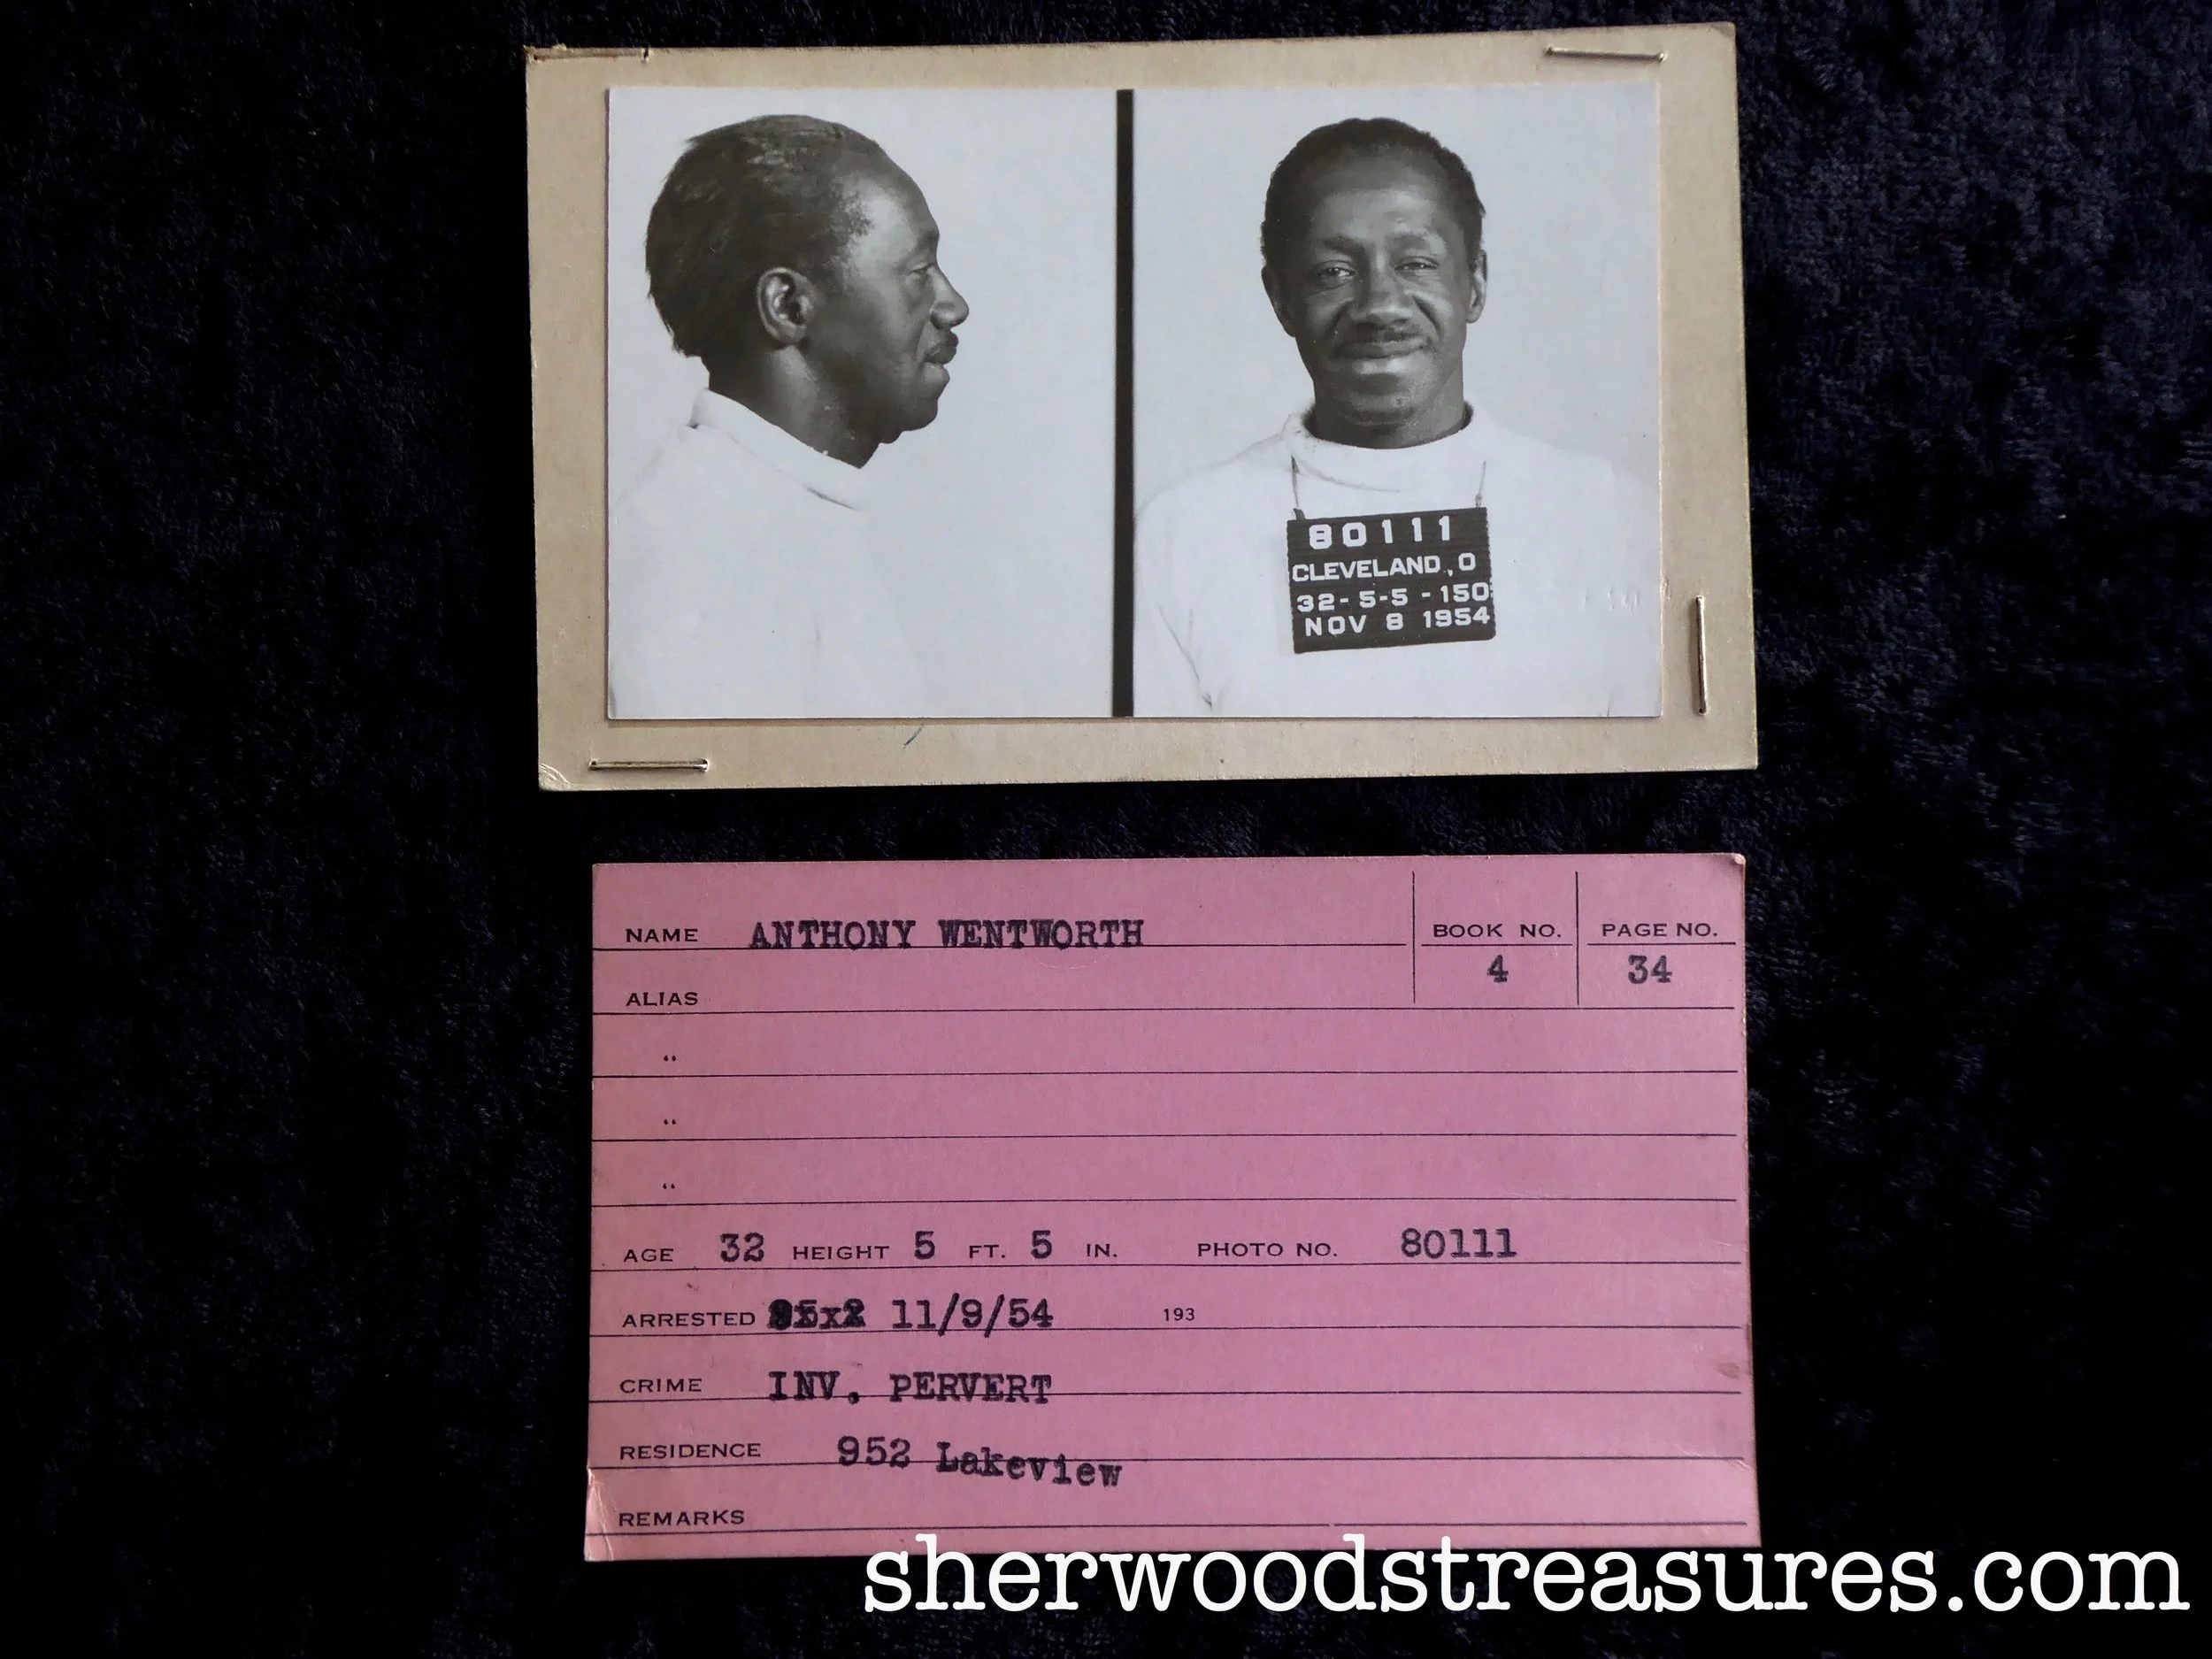 80111
CLEVELAND, O
32-5-5-150
NOV 8 1954
NAME ANTHONY WENTWORTH
BOOK NO. PAGE NO.
4 34
ALIAS
"
"
"
AGE 32 HEIGHT 5 FT. 5 IN. PHOTO NO. 80111
ARRESTED 11/9/54 193
CRIME INV. PERVERT
RESIDENCE 952 Lakeview
REMARKS
sherwoodstreasures.com